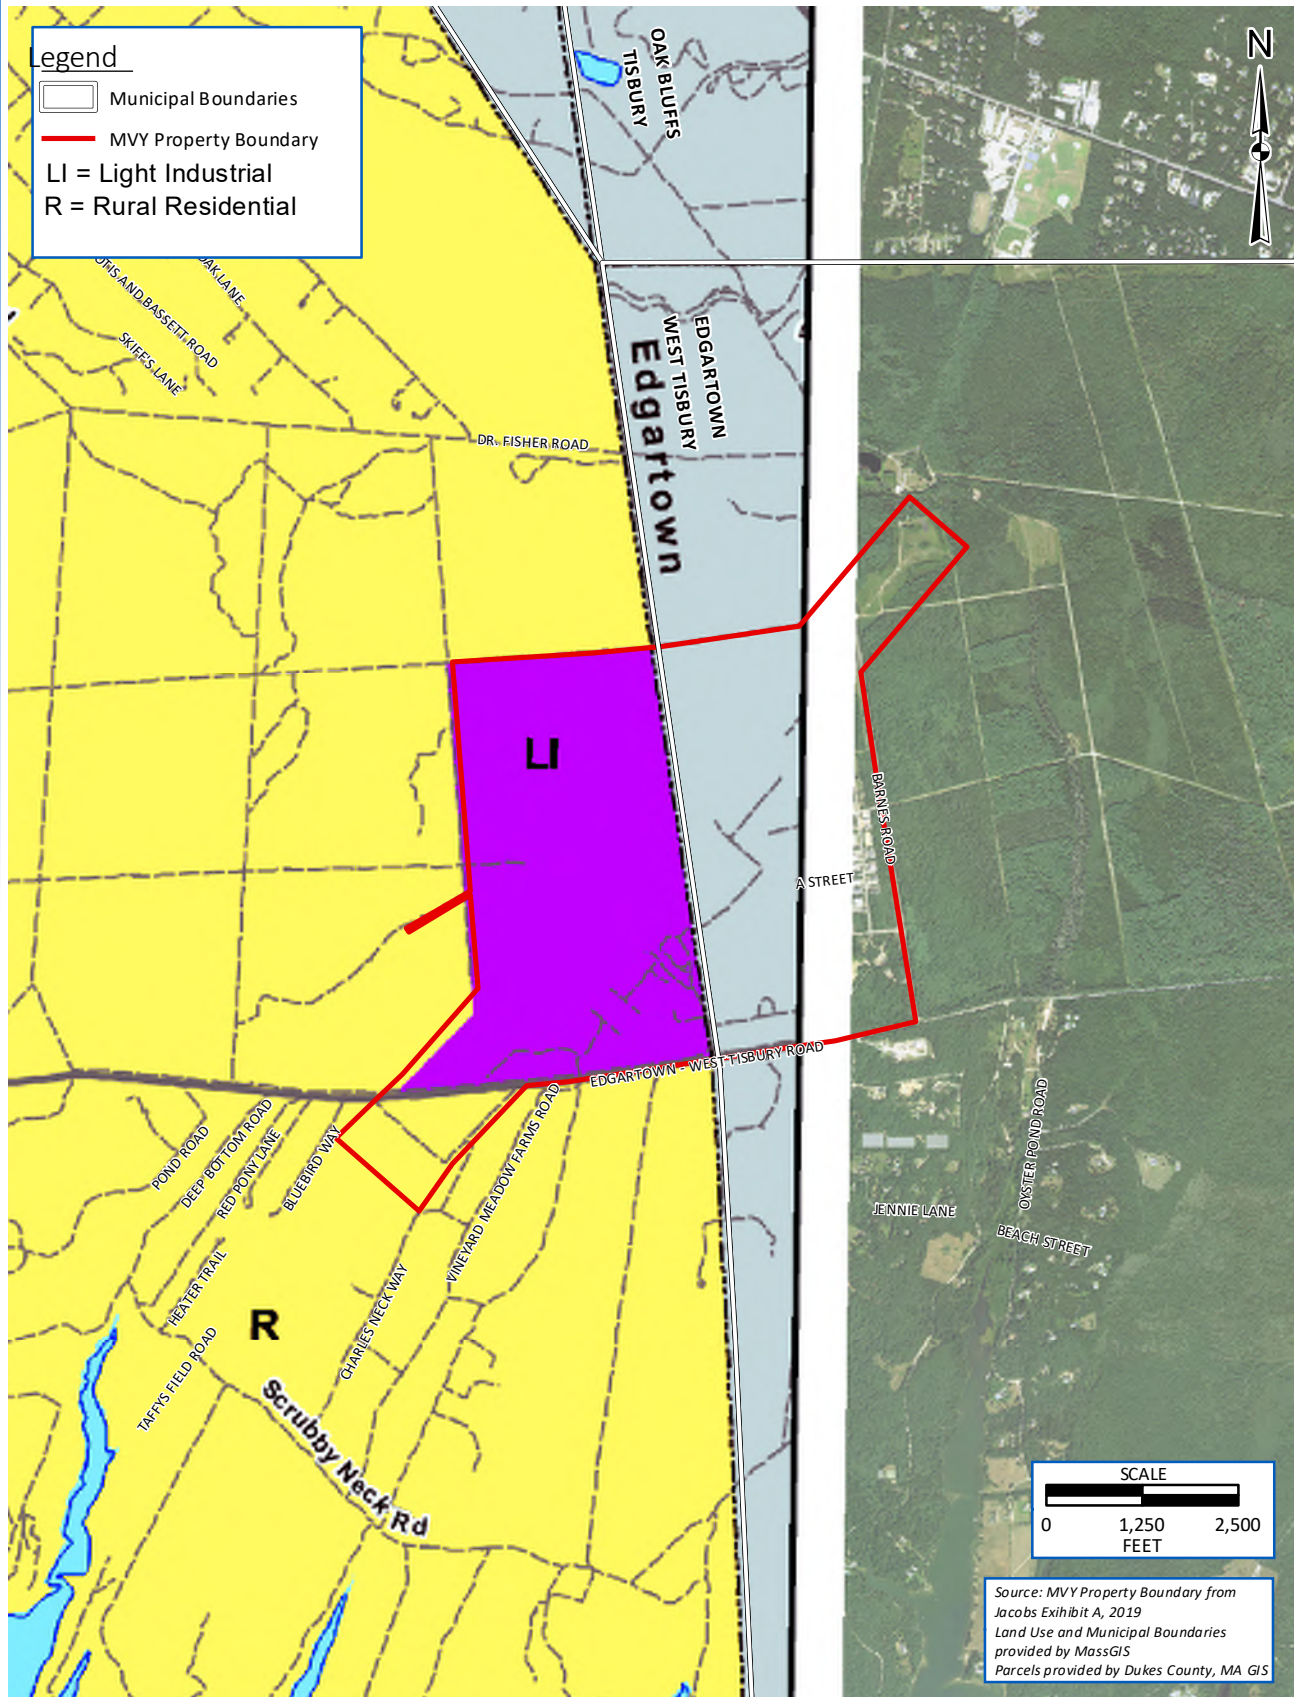 Legend
Municipal Boundaries
MVY Property Boundary
LI = Light Industrial
R = Rural Residential
OAK BLUFFS
TISBURY
N
OAK LANE
OTIS AND BASSETT ROAD
SKIFF'S LANE
EDGARTOWN
WEST TISBURY
Edgartown
DR. FISHER ROAD
LI
BARNES ROAD
A STREET
EDGARTOWN - WEST TISBURY ROAD
POND ROAD
DEEP BOTTOM ROAD
RED PONY LANE
BLUEBIRD WAY
VINEYARD MEADOW FARMS ROAD
OYSTER POND ROAD
JENNIE LANE
BEACH STREET
HEATER TRAIL
CHARLES NECK WAY
R
TAFFYS FIELD ROAD
Scrubby Neck Rd
SCALE
0 1,250 2,500
FEET
Source: MVY Property Boundary from
Jacobs Exihibit A, 2019
Land Use and Municipal Boundaries
provided by MassGIS
Parcels provided by Dukes County, MA GIS